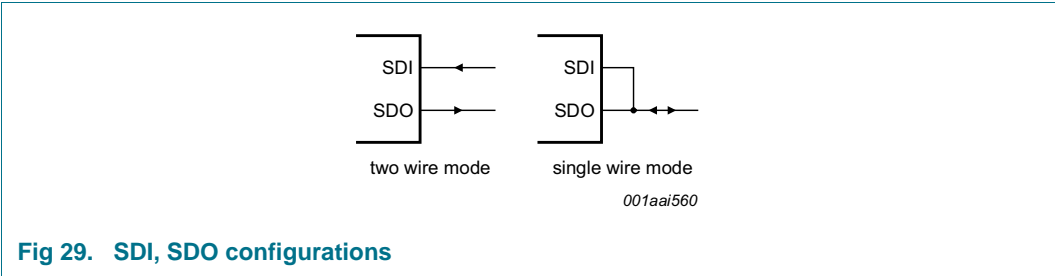 SDI
SDO
two wire mode
SDI
SDO
single wire mode
001aai560
Fig 29. SDI, SDO configurations